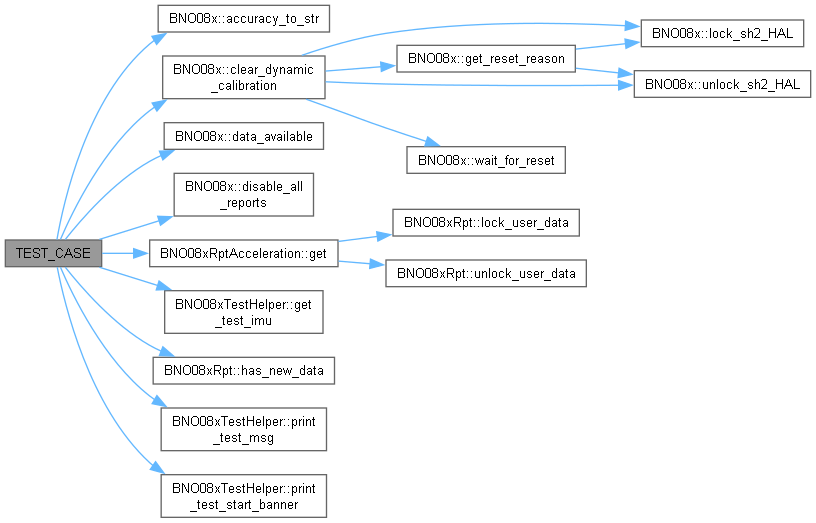 TEST_CASE
BNO08x::accuracy_to_str
BNO08x::clear_dynamic
_calibration
BNO08x::get_reset_reason
BNO08x::lock_sh2_HAL
BNO08x::unlock_sh2_HAL
BNO08x::wait_for_reset
BNO08x::data_available
BNO08x::disable_all
_reports
BNO08xRptAcceleration::get
BNO08xRpt::lock_user_data
BNO08xRpt::unlock_user_data
BNO08xTestHelper::get
_test_imu
BNO08xRpt::has_new_data
BNO08xTestHelper::print
_test_msg
BNO08xTestHelper::print
_test_start_banner